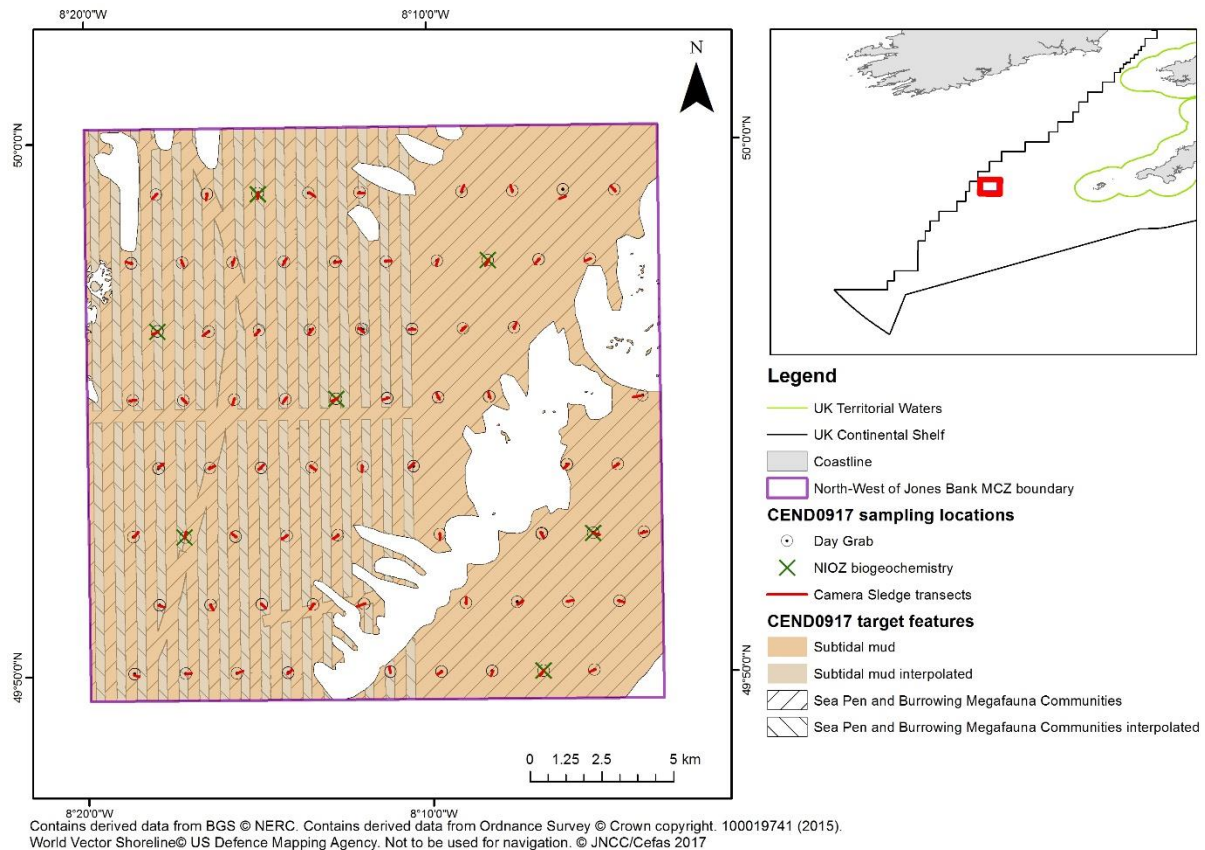 8°20'0"W 8°10'0"W
N
50°0'0"N 50°0'0"N
49°50'0"N 49°50'0"N
0 1.25 2.5 5 km
8°20'0"W 8°10'0"W
Legend
UK Territorial Waters
UK Continental Shelf
Coastline
North-West of Jones Bank MCZ boundary
CEND0917 sampling locations
Day Grab
NIOZ biogeochemistry
Camera Sledge transects
CEND0917 target features
Subtidal mud
Subtidal mud interpolated
Sea Pen and Burrowing Megafauna Communities
Sea Pen and Burrowing Megafauna Communities interpolated
Contains derived data from BGS © NERC. Contains derived data from Ordnance Survey © Crown copyright. 100019741 (2015).
World Vector Shoreline© US Defence Mapping Agency. Not to be used for navigation. © JNCC/Cefas 2017